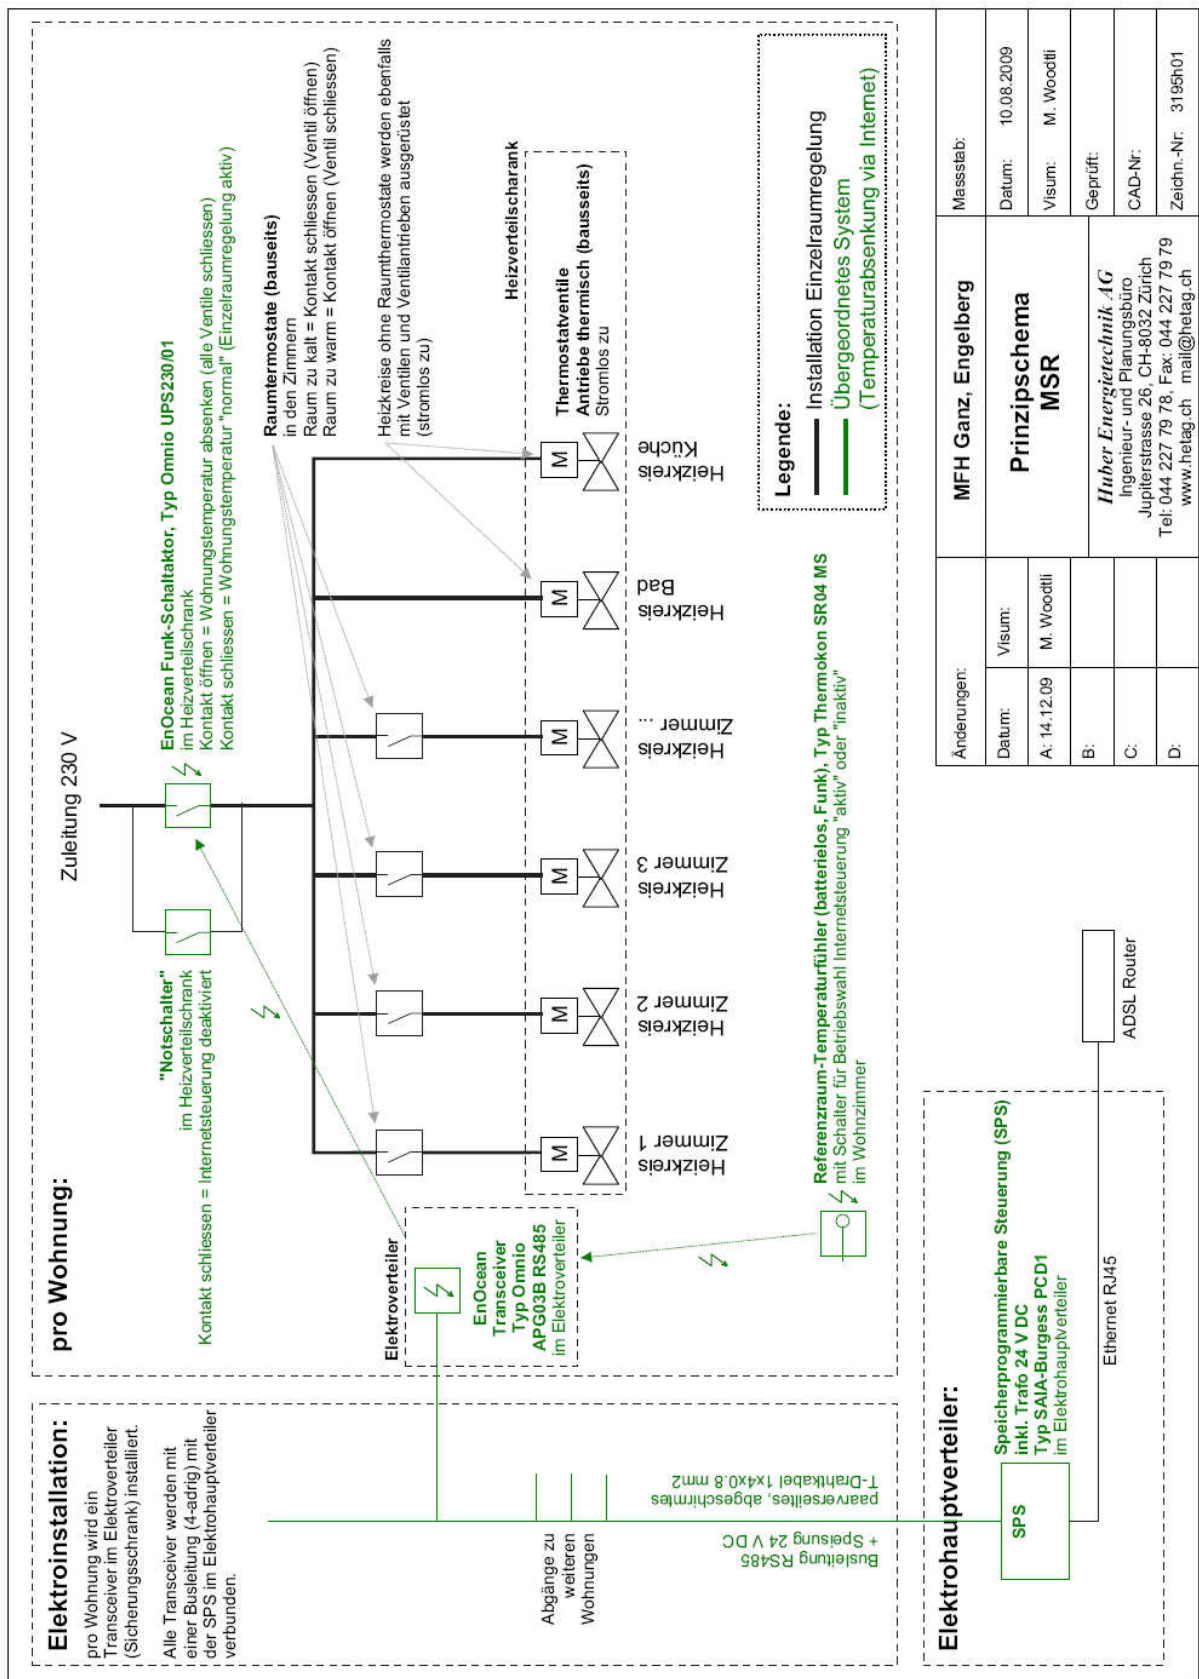 Elektroinstallation:
pro Wohnung wird ein
Transceiver im Elektroverteiler
(Sicherungsschrank) installiert.
Alle Transceiver werden mit
einer Busleitung (4-adrig) mit
der SPS im Elektrohauptverteiler
verbunden.
Abgänge zu
weiteren
Wohnungen
Busleitung RS485
+ Speisung 24 V DC
paarverseiltes, abgeschirmtes
T-Drahtkabel 1x4x0.8 mm2
pro Wohnung:
Zuleitung 230 V
"Notschalter"
im Heizverteilschrank
Kontakt schliessen = Internetsteuerung deaktiviert
EnOcean Funk-Schaltaktor, Typ Omnio UPS230/01
im Heizverteilschrank
Kontakt öffnen = Wohnungstemperatur absenken (alle Ventile schliessen)
Kontakt schliessen = Wohnungstemperatur "normal" (Einzelraumregelung aktiv)
Raumtermostate (bauseits)
in den Zimmern
Raum zu kalt = Kontakt schliessen (Ventil öffnen)
Raum zu warm = Kontakt öffnen (Ventil schliessen)
Heizkreise ohne Raumthermostate werden ebenfalls
mit Ventilen und Ventilantrieben ausgerüstet
(stromlos zu)
Elektroverteiler
EnOcean
Transceiver
Typ Omnio
APG03B RS485
im Elektroverteiler
Heizverteilscharank
Thermostatventile
Antriebe thermisch (bausseits)
Stromlos zu
M
M
M
M
M
M
Heizkreis
Zimmer 1
Heizkreis
Zimmer 2
Heizkreis
Zimmer 3
Heizkreis
Zimmer ...
Heizkreis
Bad
Heizkreis
Küche
Referenzraum-Temperaturfühler (batterielos, Funk), Typ Thermokon SR04 MS
mit Schalter für Betriebswahl Internetsteuerung "aktiv" oder "inaktiv"
im Wohnzimmer
Legende:
Installation Einzelraumregelung
Übergeordnetes System
(Temperaturabsenkung via Internet)
Elektrohauptverteiler:
SPS
Speicherprogrammierbare Steuerung (SPS)
inkl. Trafo 24 V DC
Typ SAIA-Burgess PCD1
im Elektrohauptverteiler
Ethernet RJ45
ADSL Router
Änderungen:
Datum: Visum:
A: 14.12.09 M. Woodtli
B:
C:
D:
MFH Ganz, Engelberg
Prinzipschema
MSR
Huber Energietechnik AG
Ingenieur- und Planungsbüro
Jupiterstrasse 26, CH-8032 Zürich
Tel: 044 227 79 78, Fax: 044 227 79 79
www.hetag.ch mail@hetag.ch
Massstab:
Datum: 10.08.2009
Visum: M. Woodtli
Geprüft:
CAD-Nr:
Zeichn.-Nr: 3195h01